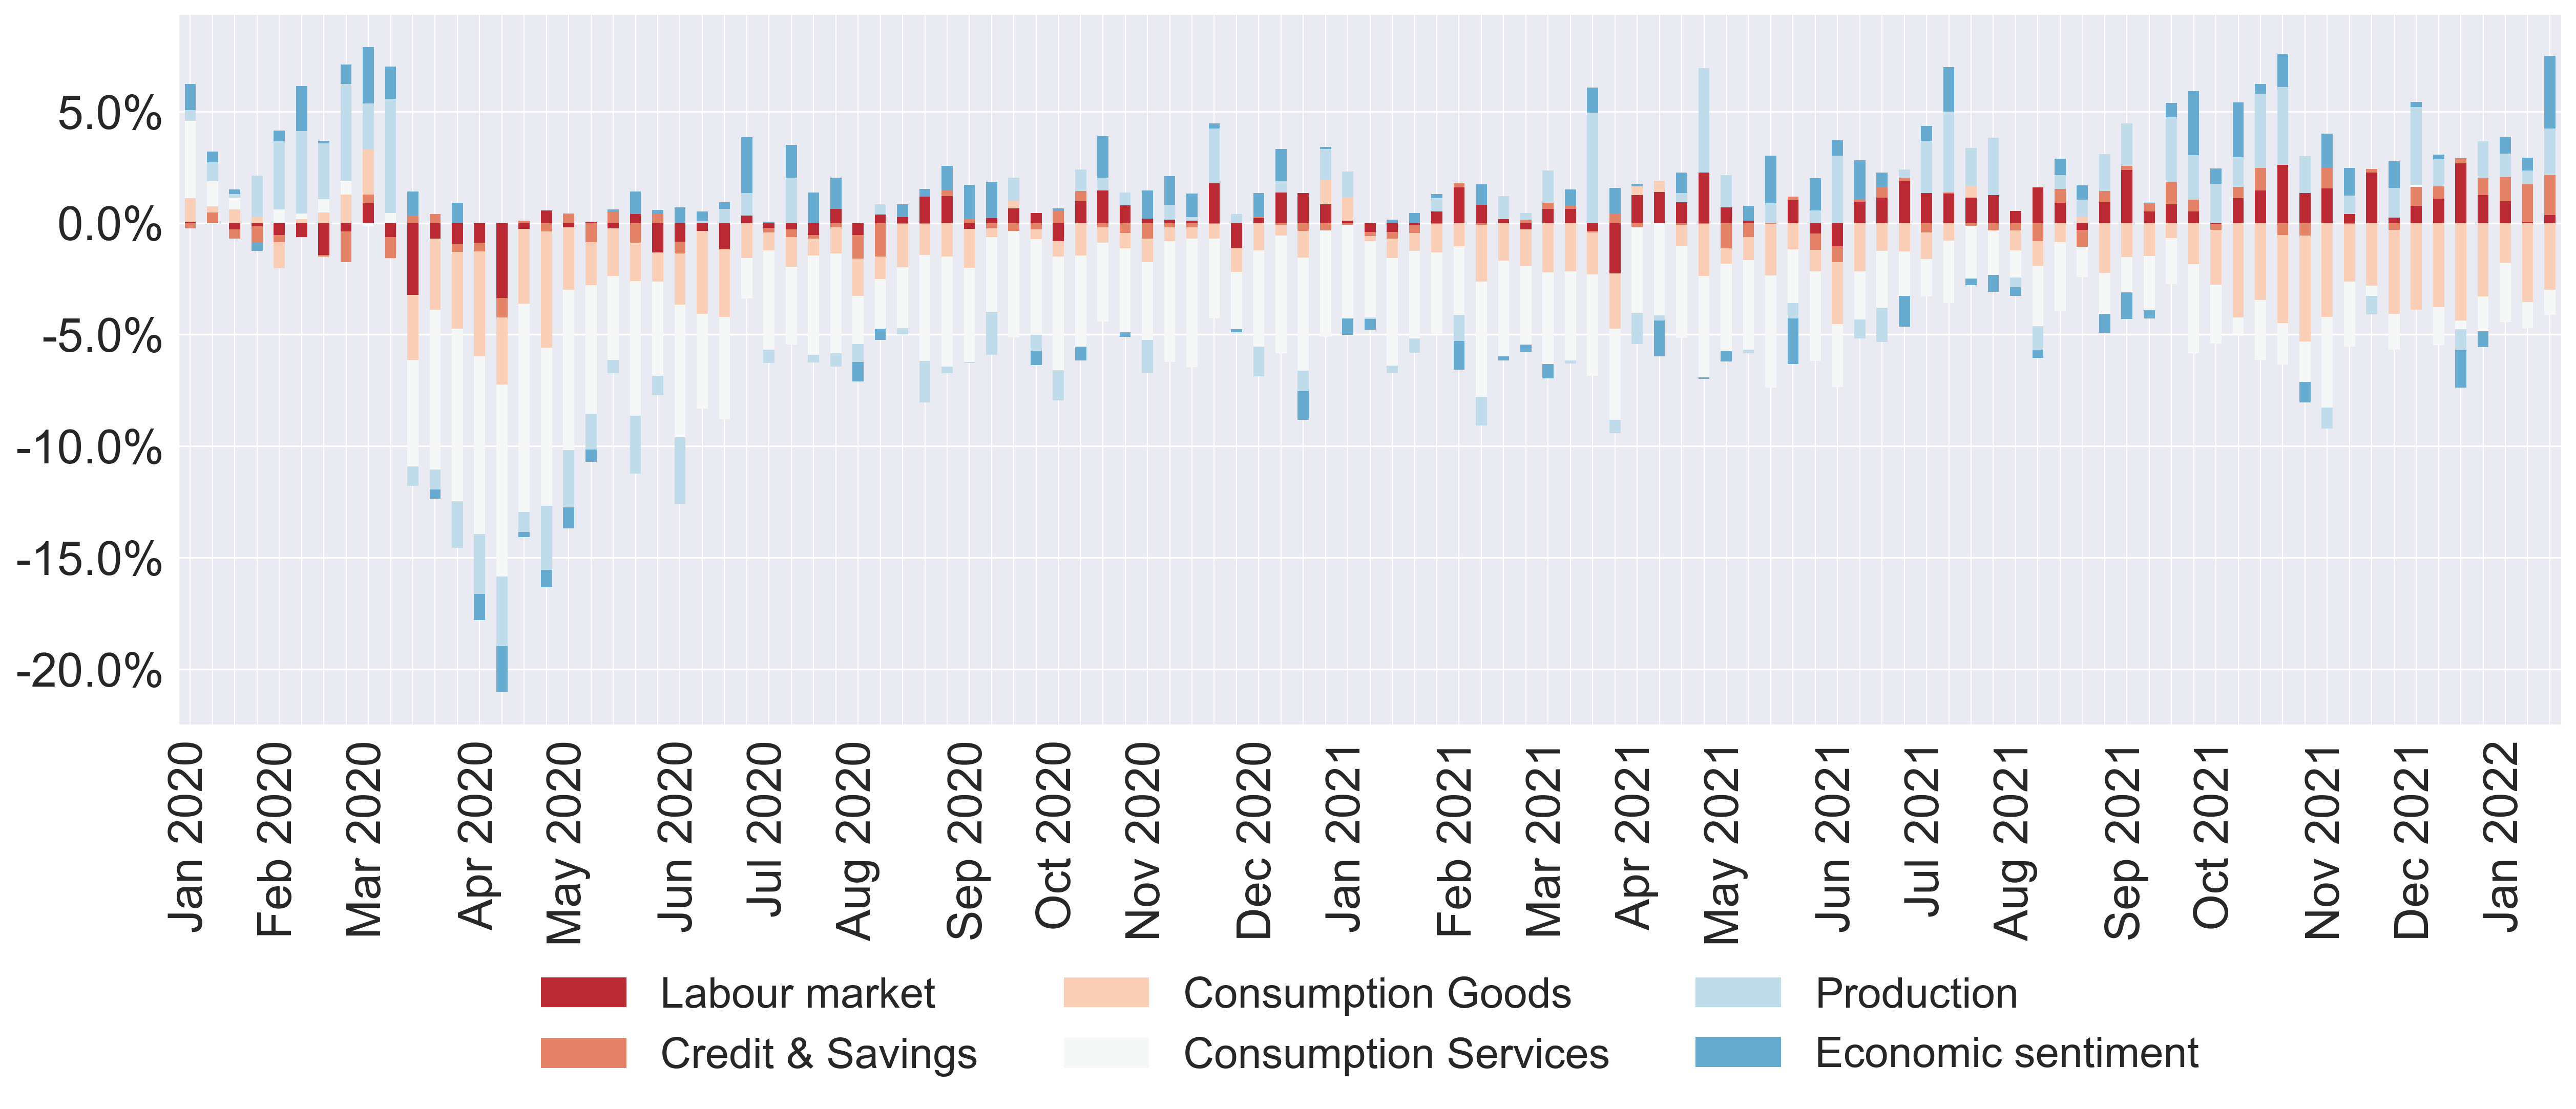 5.0%
0.0%
-5.0%
-10.0%
-15.0%
-20.0%
Jan 2020
Feb 2020
Mar 2020
Apr 2020
May 2020
Jun 2020
Jul 2020
Aug 2020
Sep 2020
Oct 2020
Nov 2020
Dec 2020
Jan 2021
Feb 2021
Mar 2021
Apr 2021
May 2021
Jun 2021
Jul 2021
Aug 2021
Sep 2021
Oct 2021
Nov 2021
Dec 2021
Jan 2022
Labour market
Consumption Goods
Production
Credit & Savings
Consumption Services
Economic sentiment